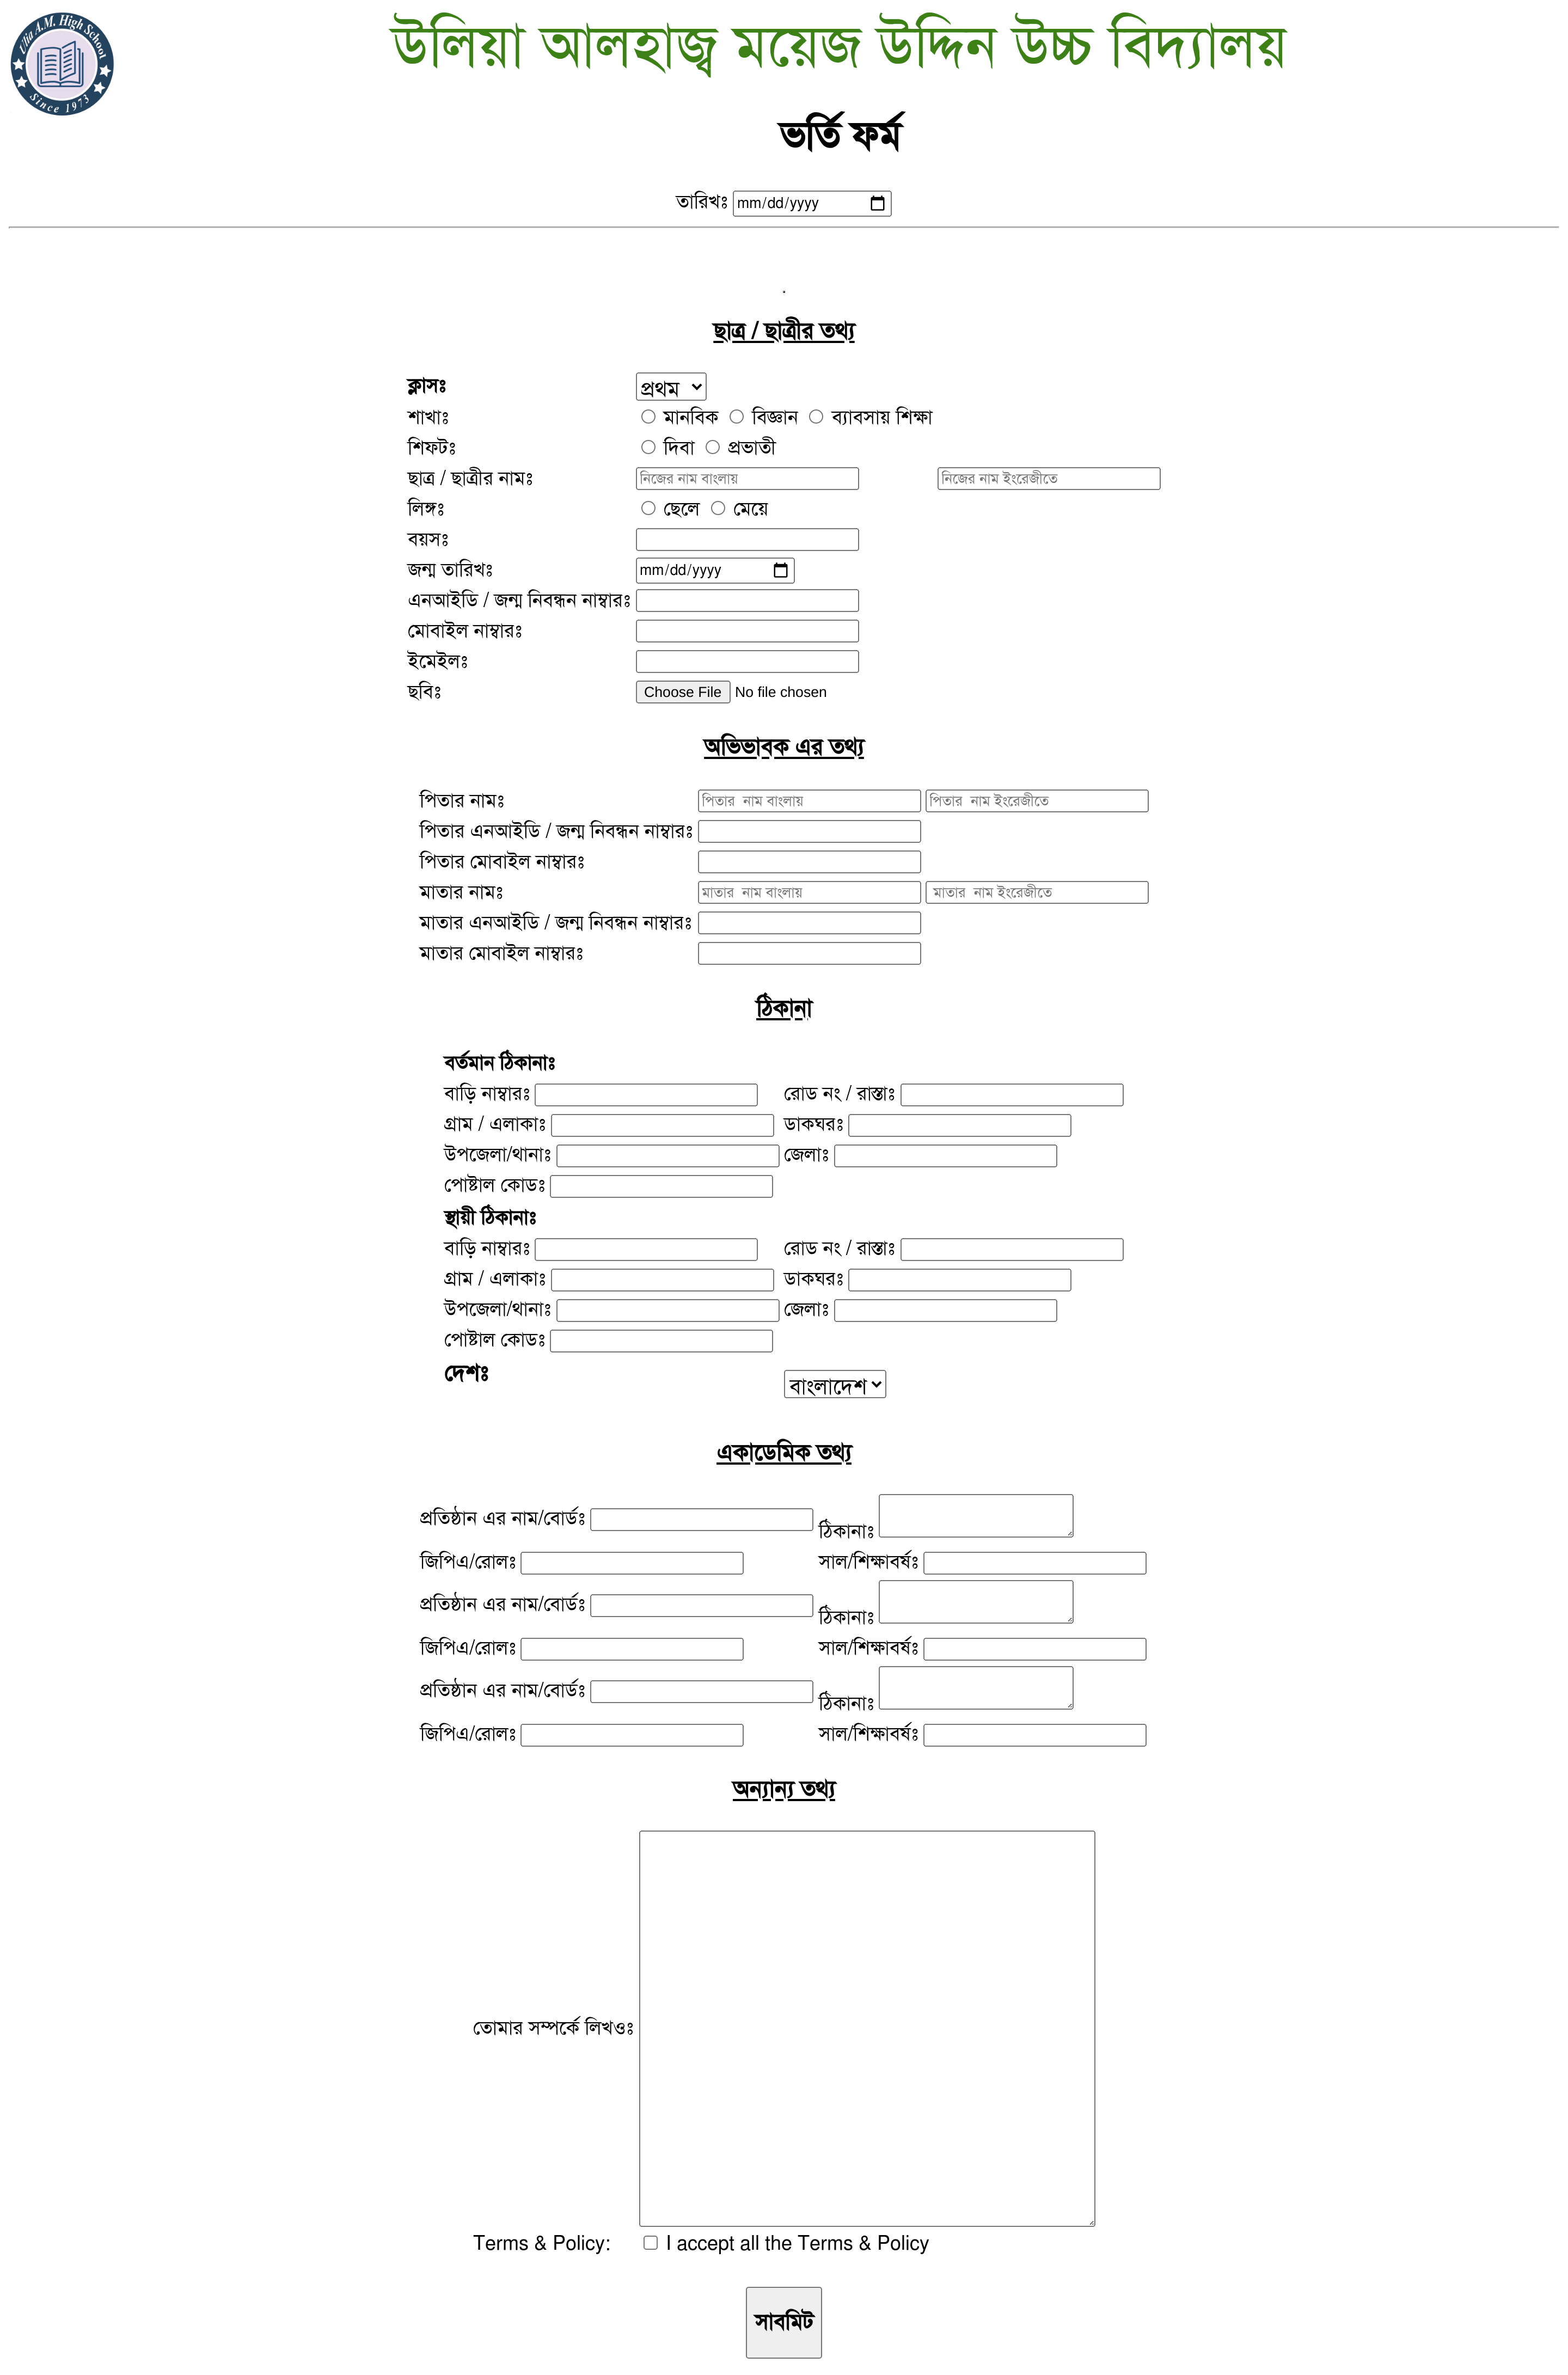 Ulia A.M. High School
Since 1973
উলিয়া আলহাজ্ব ময়েজ উদ্দিন উচ্চ বিদ্যালয়
ভর্তি ফর্ম
তারিখঃ mm/dd/yyyy
.
ছাত্র / ছাত্রীর তথ্য
ক্লাসঃ প্রথম
শাখাঃ মানবিক বিজ্ঞান ব্যাবসায় শিক্ষা
শিফটঃ দিবা প্রভাতী
ছাত্র / ছাত্রীর নামঃ নিজের নাম বাংলায় নিজের নাম ইংরেজীতে
লিঙ্গঃ ছেলে মেয়ে
বয়সঃ
জন্ম তারিখঃ mm/dd/yyyy
এনআইডি / জন্ম নিবন্ধন নাম্বারঃ
মোবাইল নাম্বারঃ
ইমেইলঃ
ছবিঃ Choose File No file chosen
অভিভাবক এর তথ্য
পিতার নামঃ পিতার নাম বাংলায় পিতার নাম ইংরেজীতে
পিতার এনআইডি / জন্ম নিবন্ধন নাম্বারঃ
পিতার মোবাইল নাম্বারঃ
মাতার নামঃ মাতার নাম বাংলায় মাতার নাম ইংরেজীতে
মাতার এনআইডি / জন্ম নিবন্ধন নাম্বারঃ
মাতার মোবাইল নাম্বারঃ
ঠিকানা
বর্তমান ঠিকানাঃ
বাড়ি নাম্বারঃ রোড নং / রাস্তাঃ
গ্রাম / এলাকাঃ ডাকঘরঃ
উপজেলা/থানাঃ জেলাঃ
পোষ্টাল কোডঃ
স্থায়ী ঠিকানাঃ
বাড়ি নাম্বারঃ রোড নং / রাস্তাঃ
গ্রাম / এলাকাঃ ডাকঘরঃ
উপজেলা/থানাঃ জেলাঃ
পোষ্টাল কোডঃ
দেশঃ বাংলাদেশ
একাডেমিক তথ্য
প্রতিষ্ঠান এর নাম/বোর্ডঃ ঠিকানাঃ
জিপিএ/রোলঃ সাল/শিক্ষাবর্ষঃ
প্রতিষ্ঠান এর নাম/বোর্ডঃ ঠিকানাঃ
জিপিএ/রোলঃ সাল/শিক্ষাবর্ষঃ
প্রতিষ্ঠান এর নাম/বোর্ডঃ ঠিকানাঃ
জিপিএ/রোলঃ সাল/শিক্ষাবর্ষঃ
অন্যান্য তথ্য
তোমার সম্পর্কে লিখওঃ
Terms & Policy: I accept all the Terms & Policy
সাবমিট